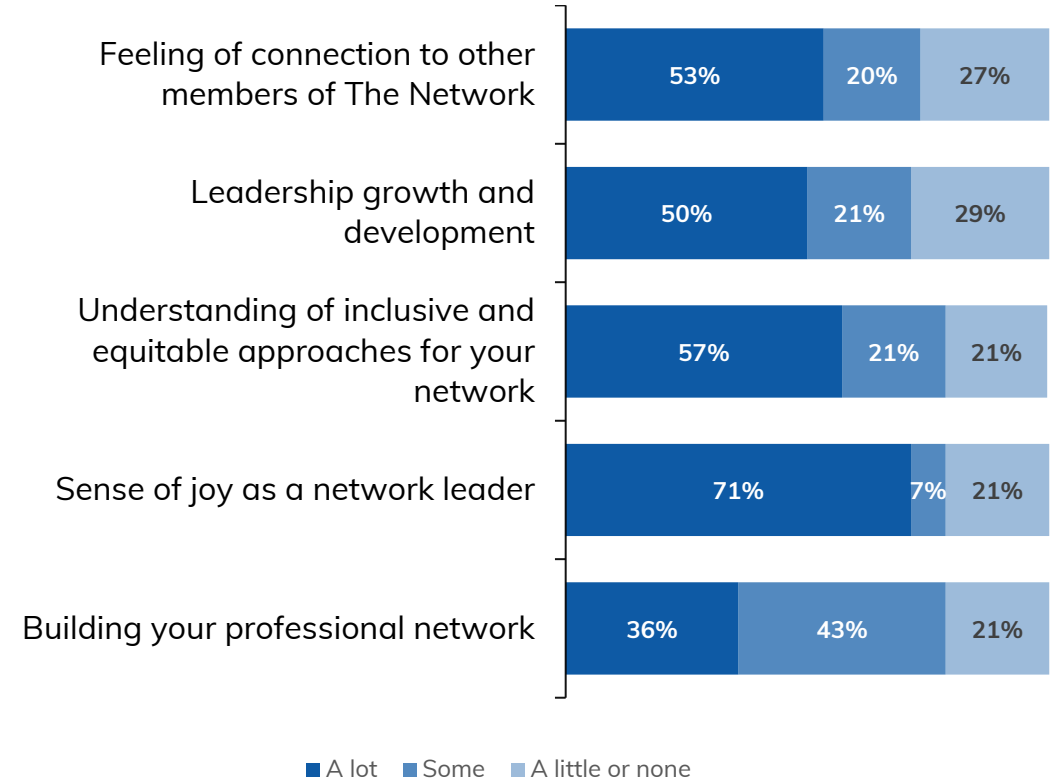 Feeling of connection to other
members of The Network
53% 20% 27%
Leadership growth and
development
50% 21% 29%
Understanding of inclusive and
equitable approaches for your
network
57% 21% 21%
Sense of joy as a network leader
71% 7% 21%
Building your professional network
36% 43% 21%
A lot Some A little or none